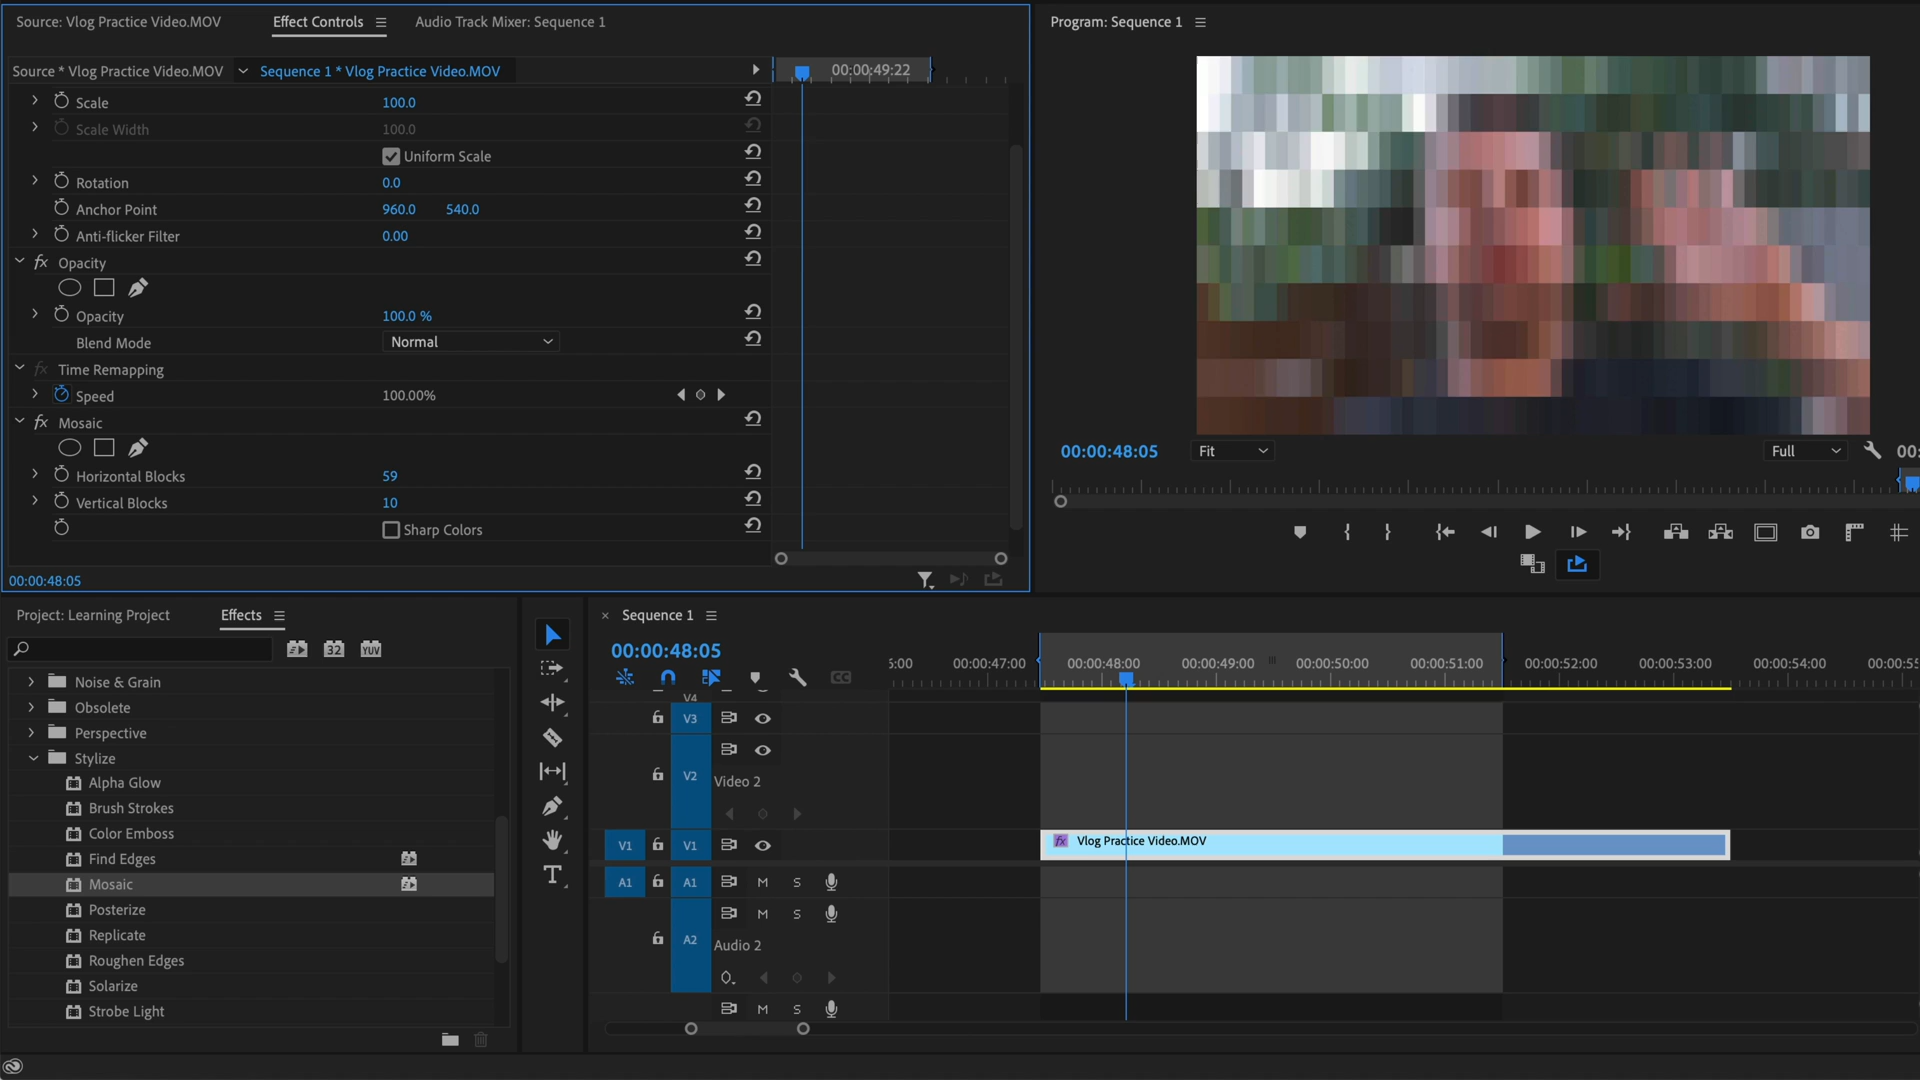 Source: Vlog Practice Video.MOV
Effect Controls
Audio Track Mixer: Sequence 1
Source * Vlog Practice Video.MOV
Sequence 1 * Vlog Practice Video.MOV
00:00:49:22
Scale 100.0
Scale Width 100.0
Uniform Scale
Rotation 0.0
Anchor Point 960.0 540.0
Anti-flicker Filter 0.00
fx Opacity
Opacity 100.0 %
Blend Mode Normal
fx Time Remapping
Speed 100.00%
fx Mosaic
Horizontal Blocks 59
Vertical Blocks 10
Sharp Colors
00:00:48:05
Program: Sequence 1
00:00:48:05
Fit
Full
00:
Project: Learning Project
Effects
32
YUV
Noise & Grain
Obsolete
Perspective
Stylize
Alpha Glow
Brush Strokes
Color Emboss
Find Edges
Mosaic
Posterize
Replicate
Roughen Edges
Solarize
Strobe Light
T
Sequence 1
00:00:48:05
CC
5:00 00:00:47:00 00:00:48:00 00:00:49:00 00:00:50:00 00:00:51:00 00:00:52:00 00:00:53:00 00:00:54:00 00:00:55
V4
V3
V2
Video 2
V1 V1
fx Vlog Practice Video.MOV
A1 A1 M S
M S
A2
Audio 2
M S